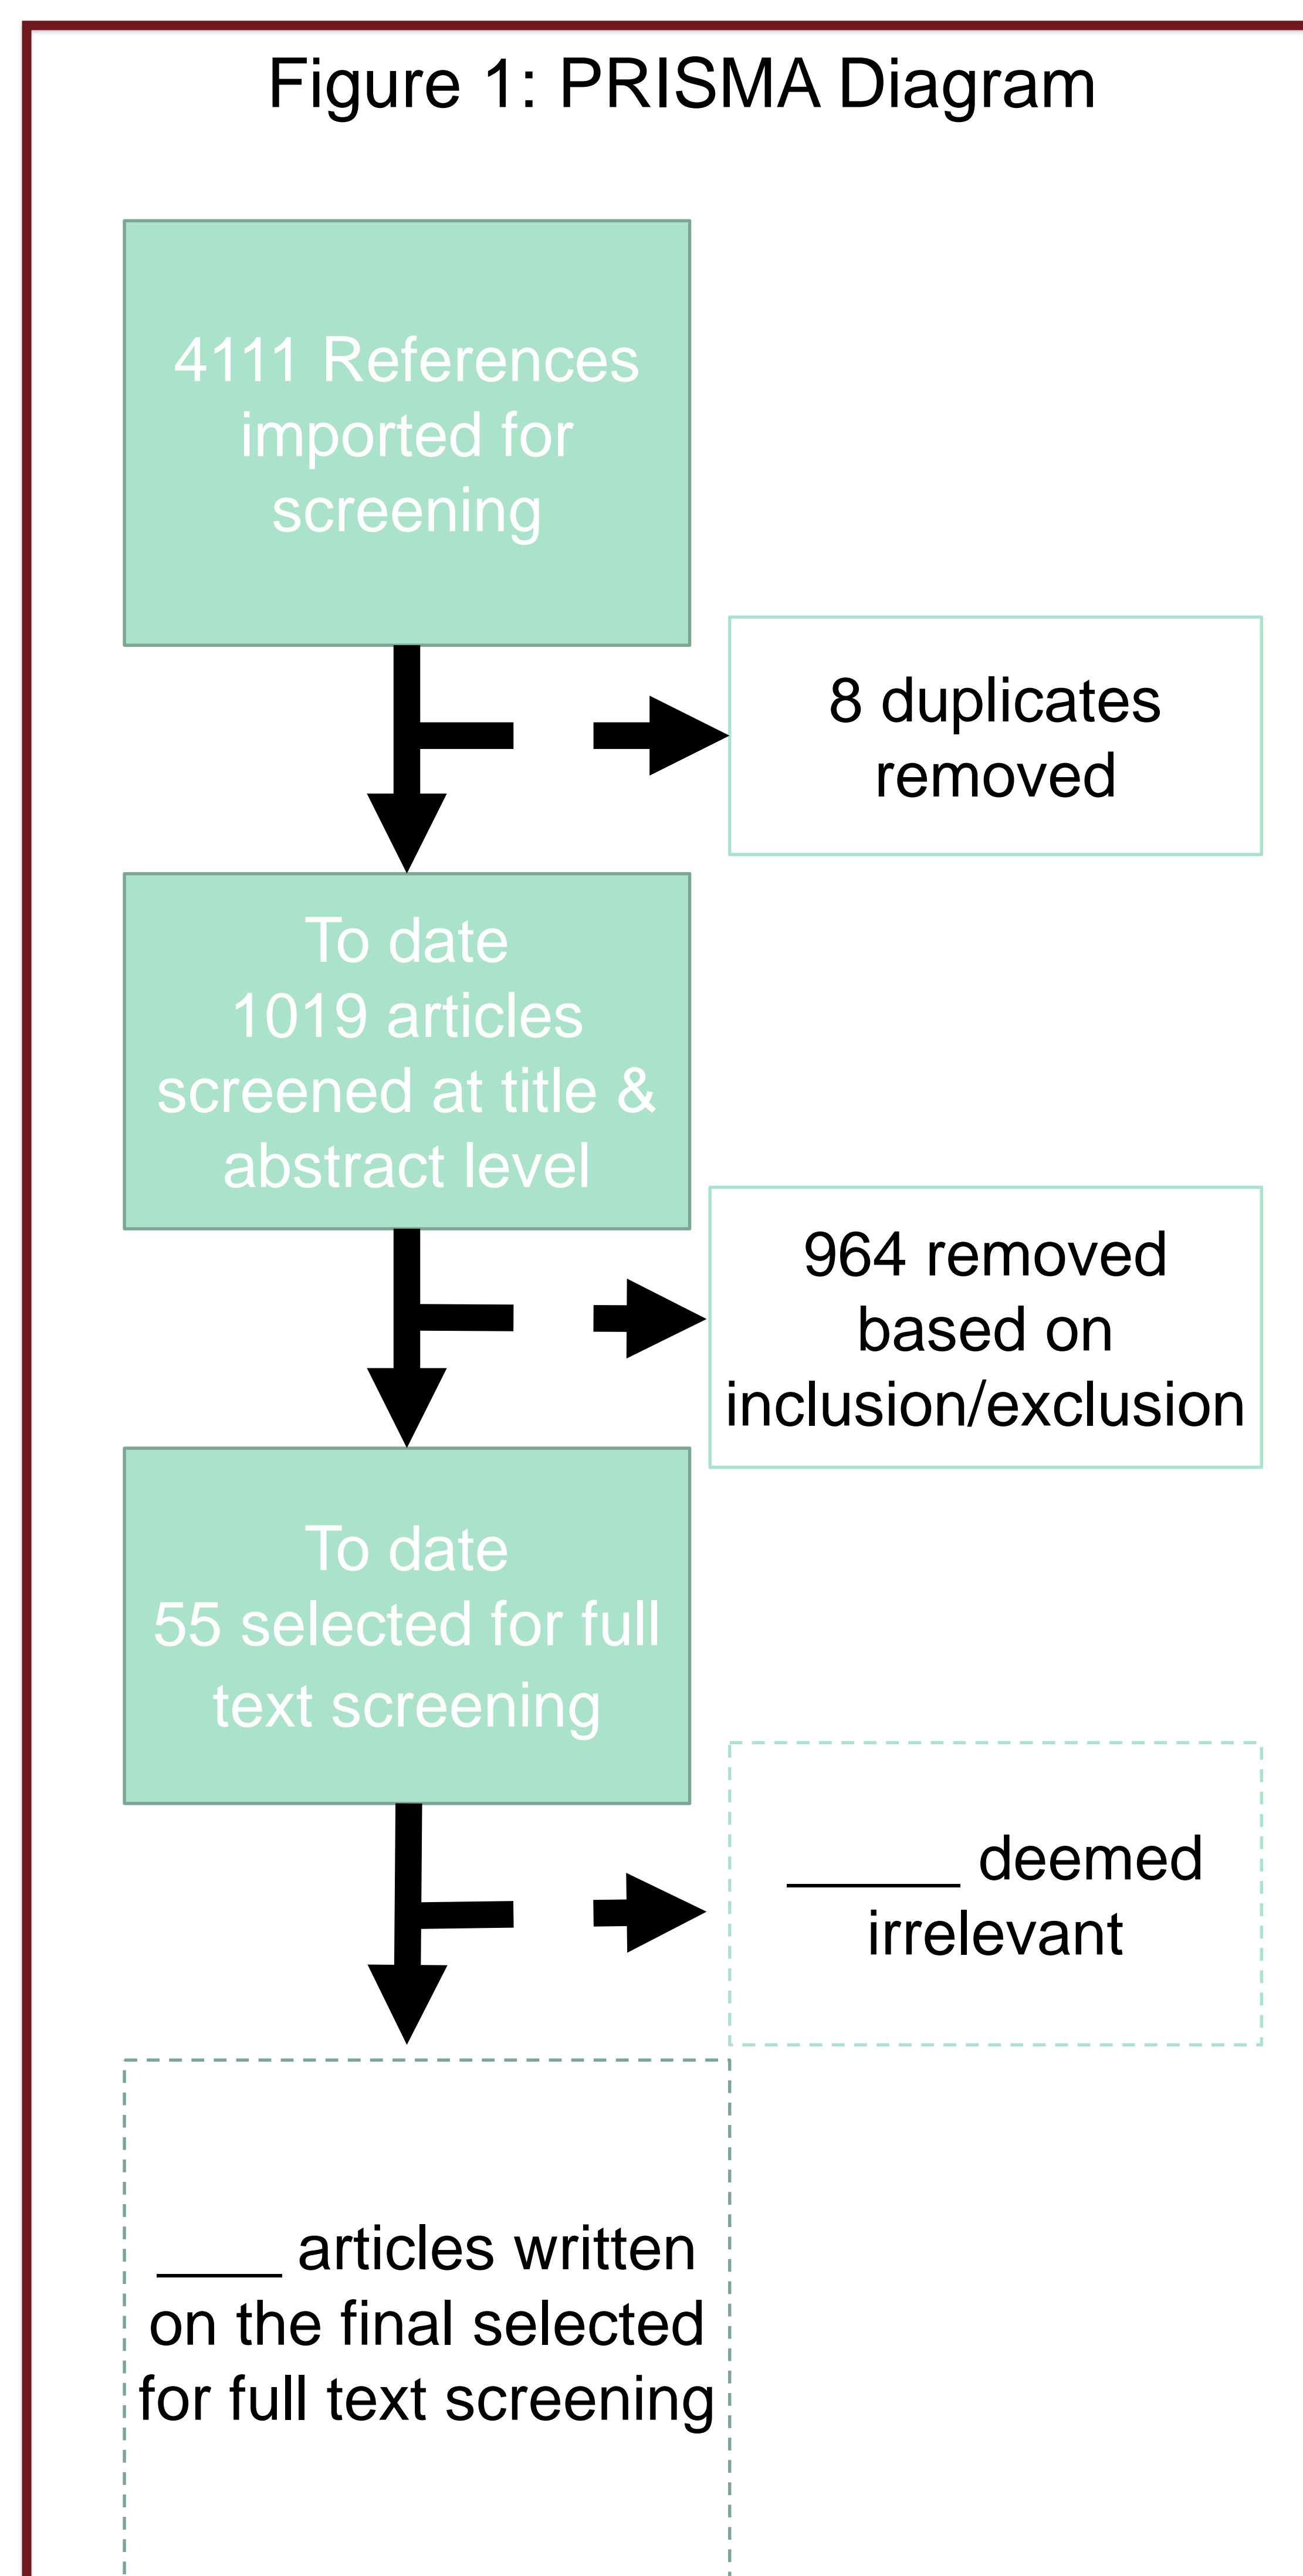 Figure 1: PRISMA Diagram
4111 References
imported for
screening
8 duplicates
removed
To date
1019 articles
screened at title &
abstract level
964 removed
based on
inclusion/exclusion
To date
55 selected for full
text screening
______ deemed
irrelevant
____ articles written
on the final selected
for full text screening